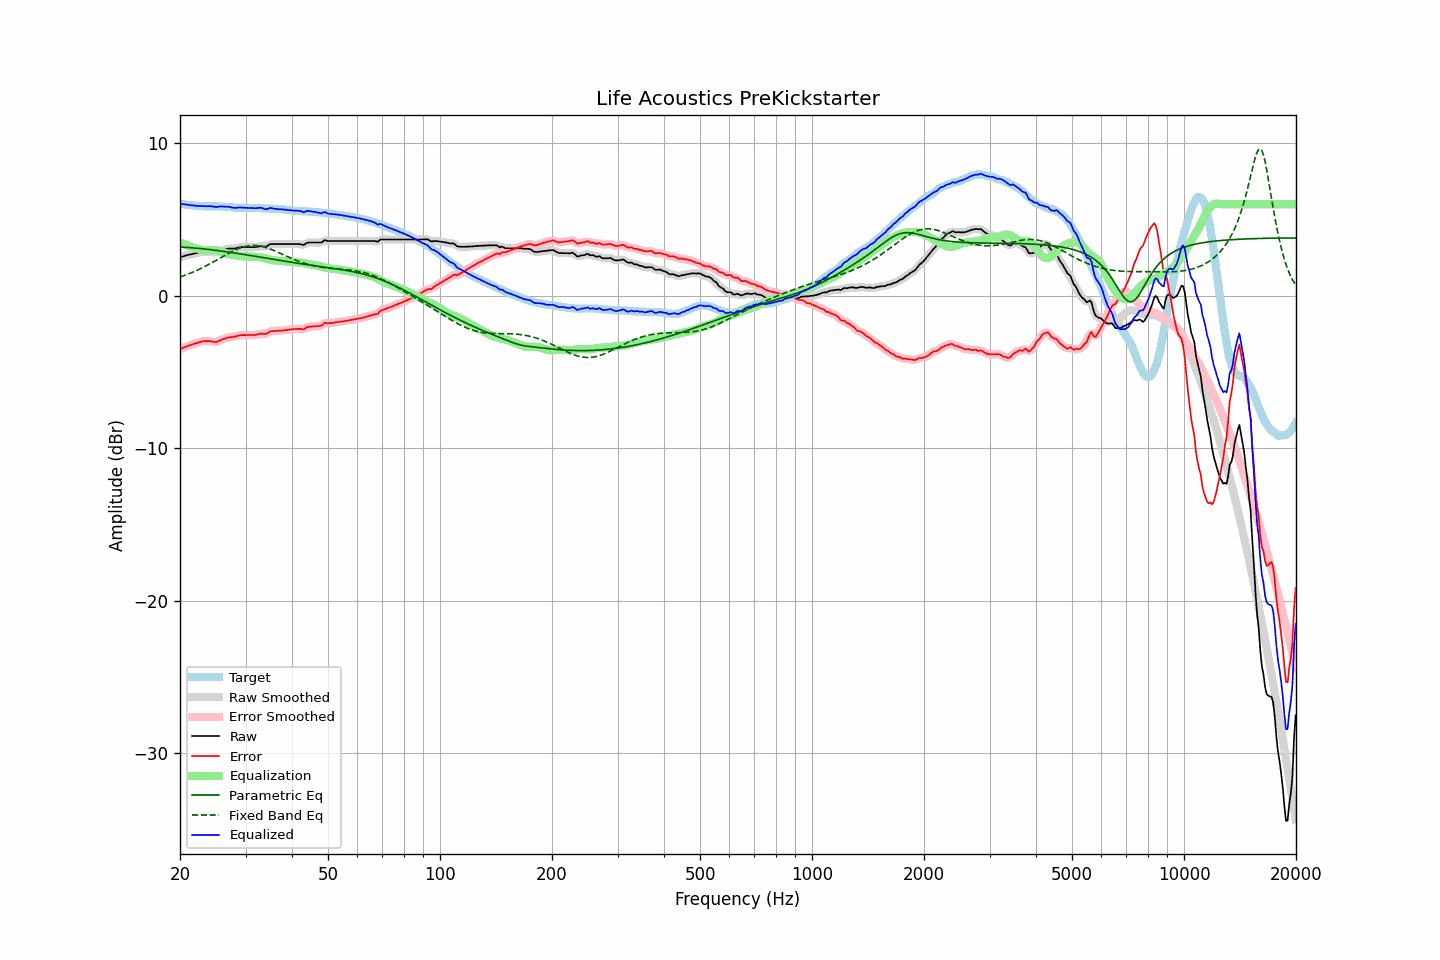 Life Acoustics PreKickstarter
Amplitude (dBr)
10
0
−10
−20
−30
Target
Raw Smoothed
Error Smoothed
Raw
Error
Equalization
Parametric Eq
Fixed Band Eq
Equalized
20 50 100 200 500 1000 2000 5000 10000 20000
Frequency (Hz)